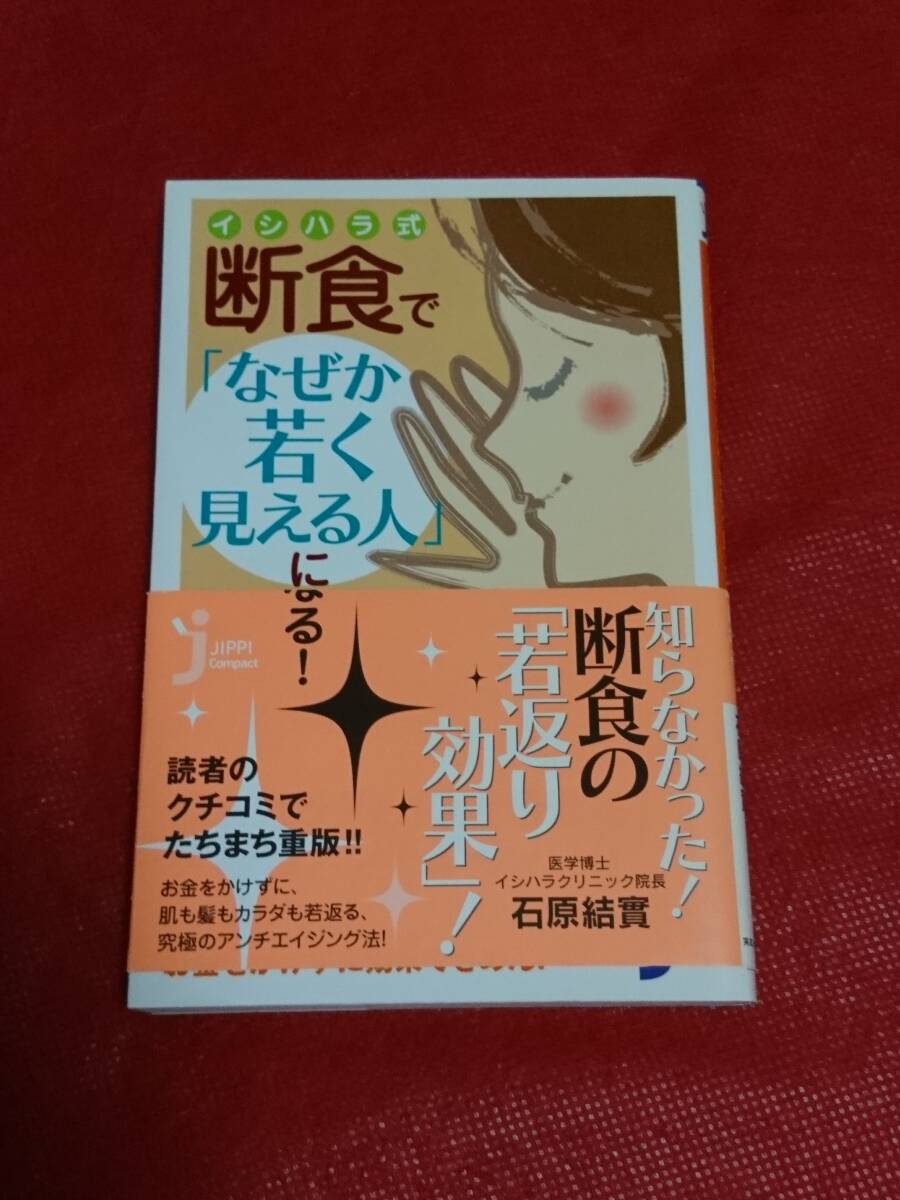 イシハラ式
断食で
「なぜか
若く
見える人」
になる！
JIPPI
Compact
知らなかった！
断食の
「若返り
効果」！
読者の
クチコミで
たちまち重版!!
お金をかけずに、
肌も髪もカラダも若返る、
究極のアンチエイジング法!
医学博士
イシハラクリニック院長
石原結實